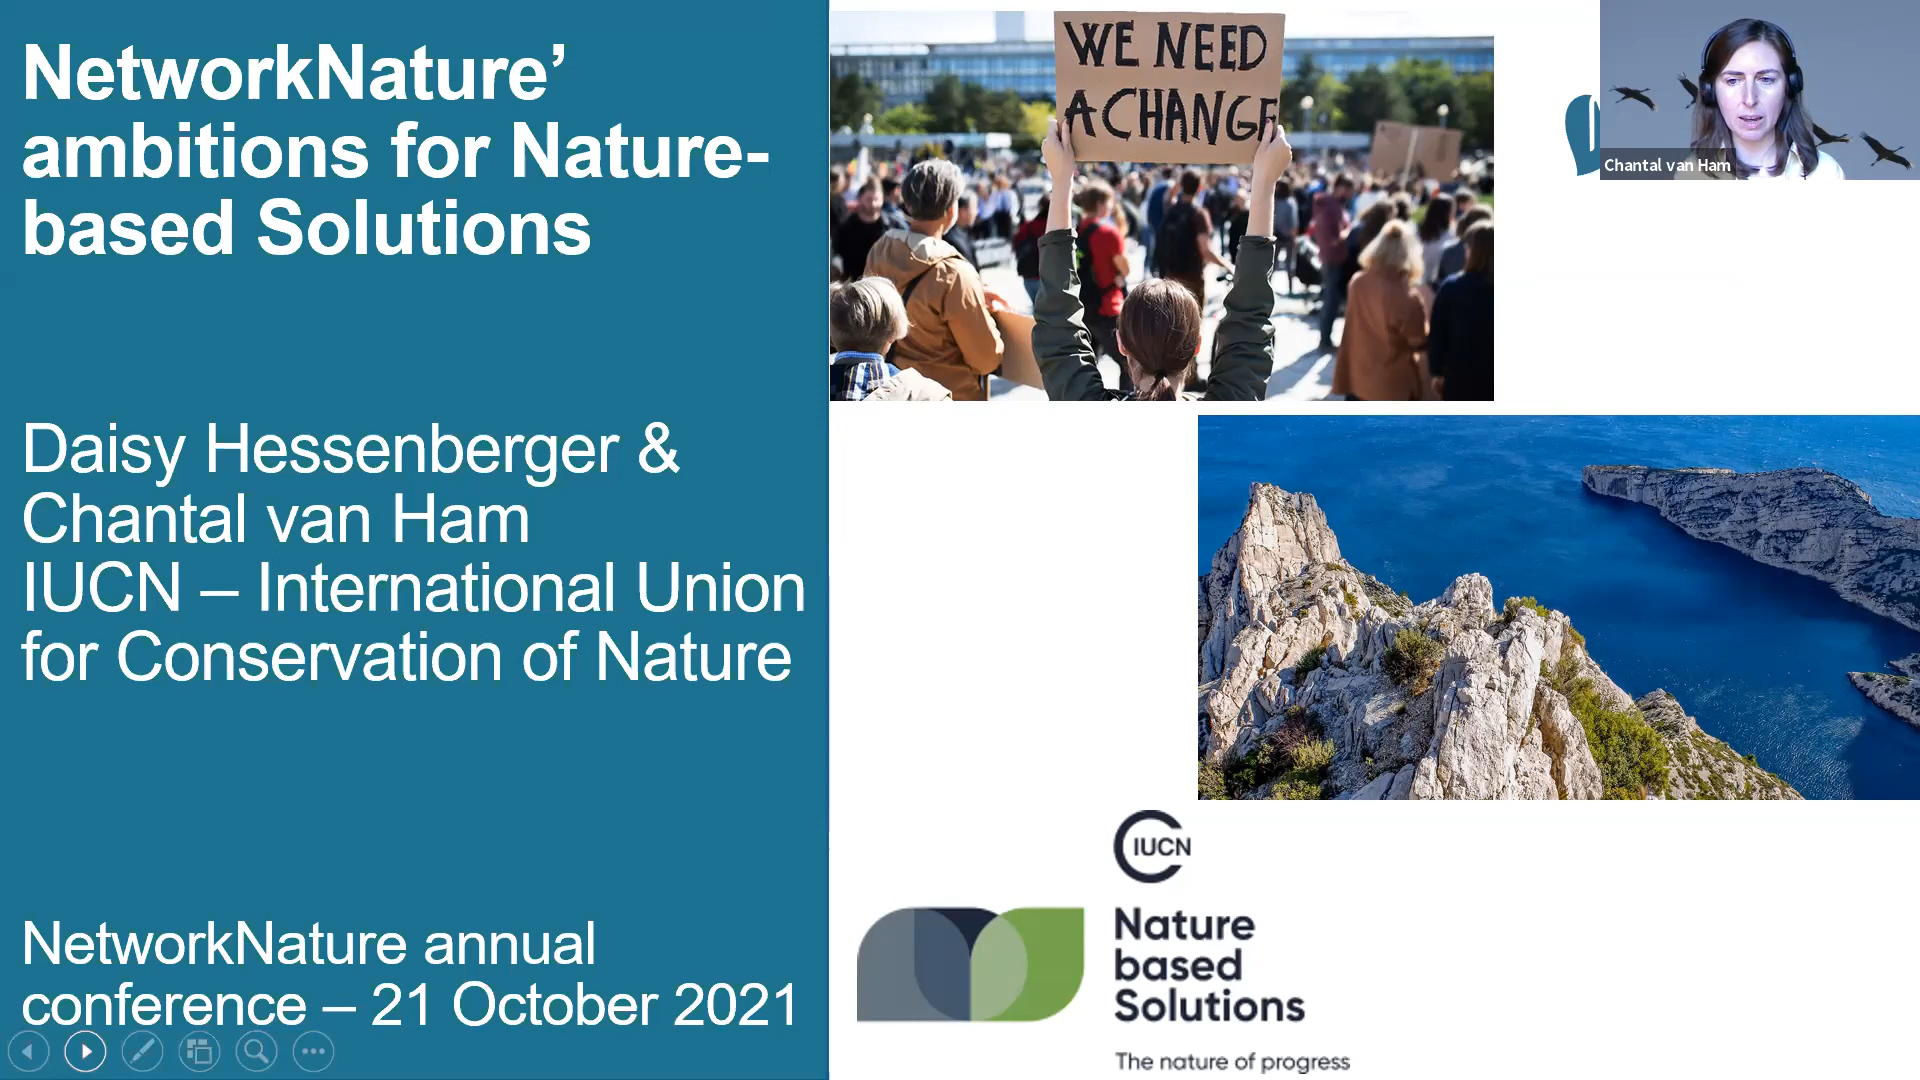 NetworkNature’
ambitions for Nature-
based Solutions
Daisy Hessenberger &
Chantal van Ham
IUCN – International Union
for Conservation of Nature
NetworkNature annual
conference – 21 October 2021
WE NEED
A CHANGE
Chantal van Ham
IUCN
Nature
based
Solutions
The nature of progress